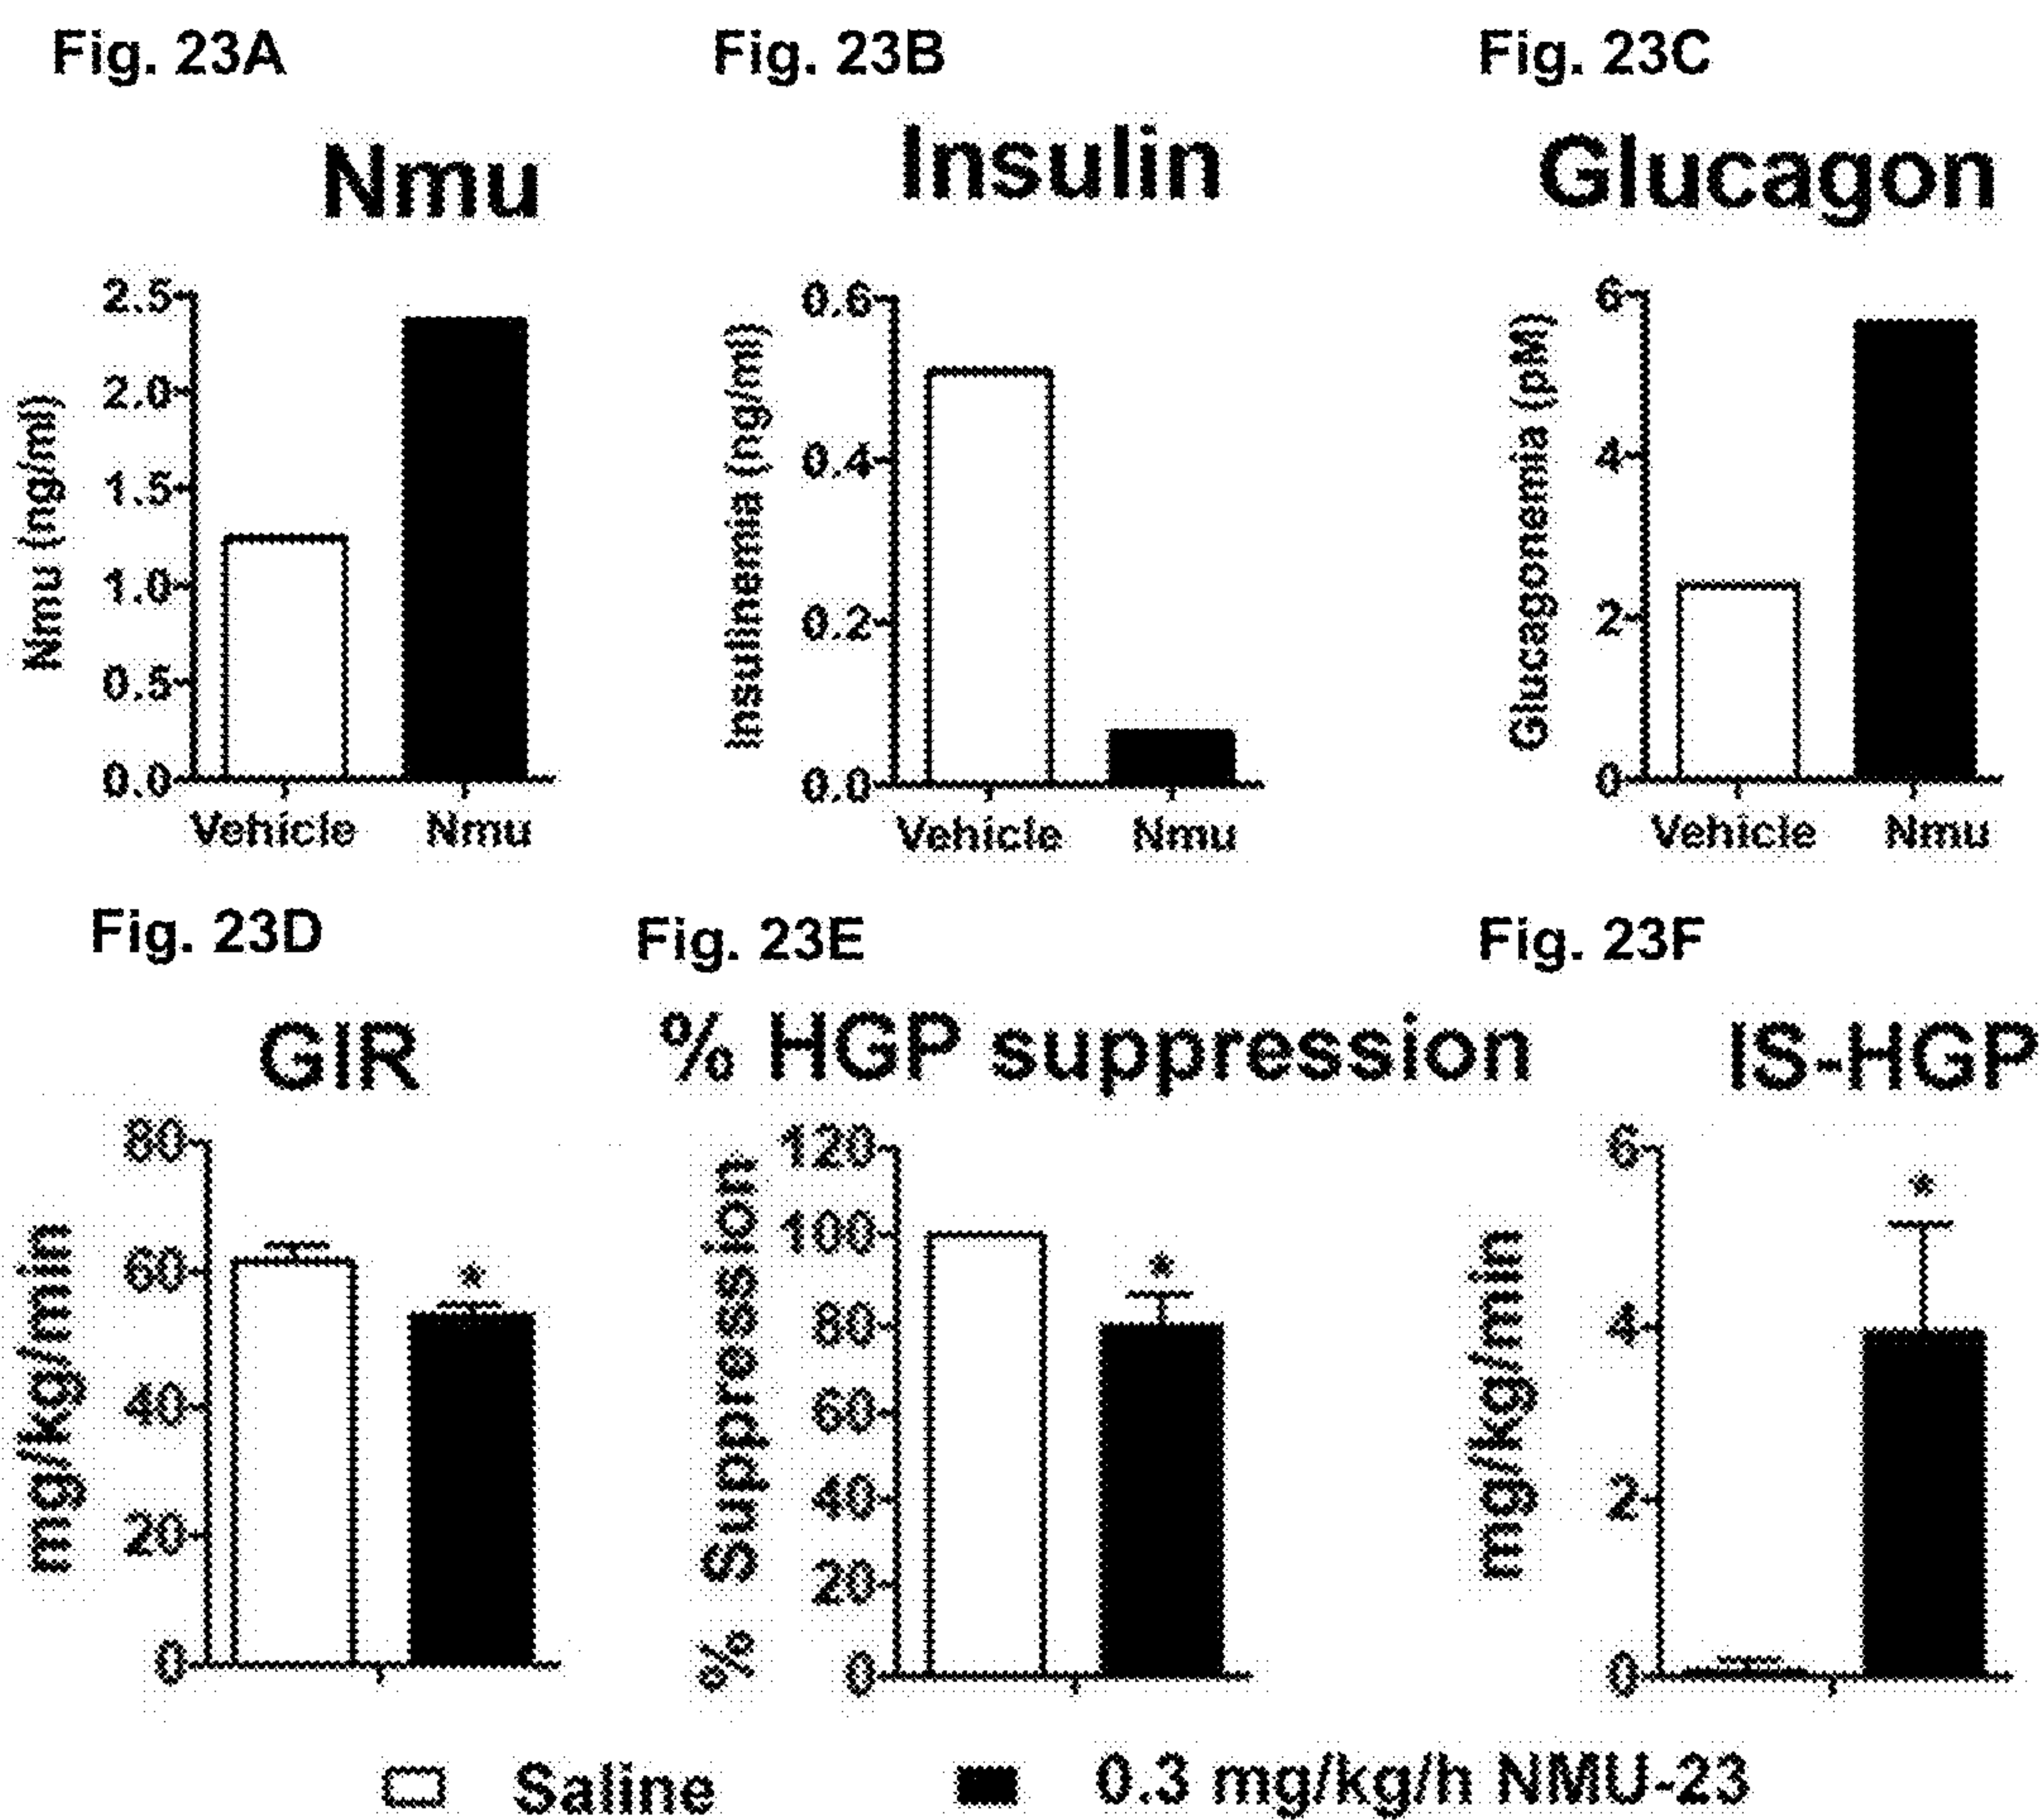 Fig. 23A
Fig. 23B
Fig. 23C
Nmu
Insulin
Glucagon
Nmu (ng/ml)
2.5
2.0
1.5
1.0
0.5
0.0
Vehicle
Nmu
Insulinemia (ng/ml)
0.6
0.4
0.2
0.0
Vehicle
Nmu
Glucagonemia (pM)
6
4
2
0
Vehicle
Nmu
Fig. 23D
Fig. 23E
Fig. 23F
GIR
% HGP suppression
IS-HGP
mg/kg/min
80
60
40
20
0
*
% Suppression
120
100
80
60
40
20
0
*
mg/kg/min
6
4
2
0
*
Saline
0.3 mg/kg/h NMU-23